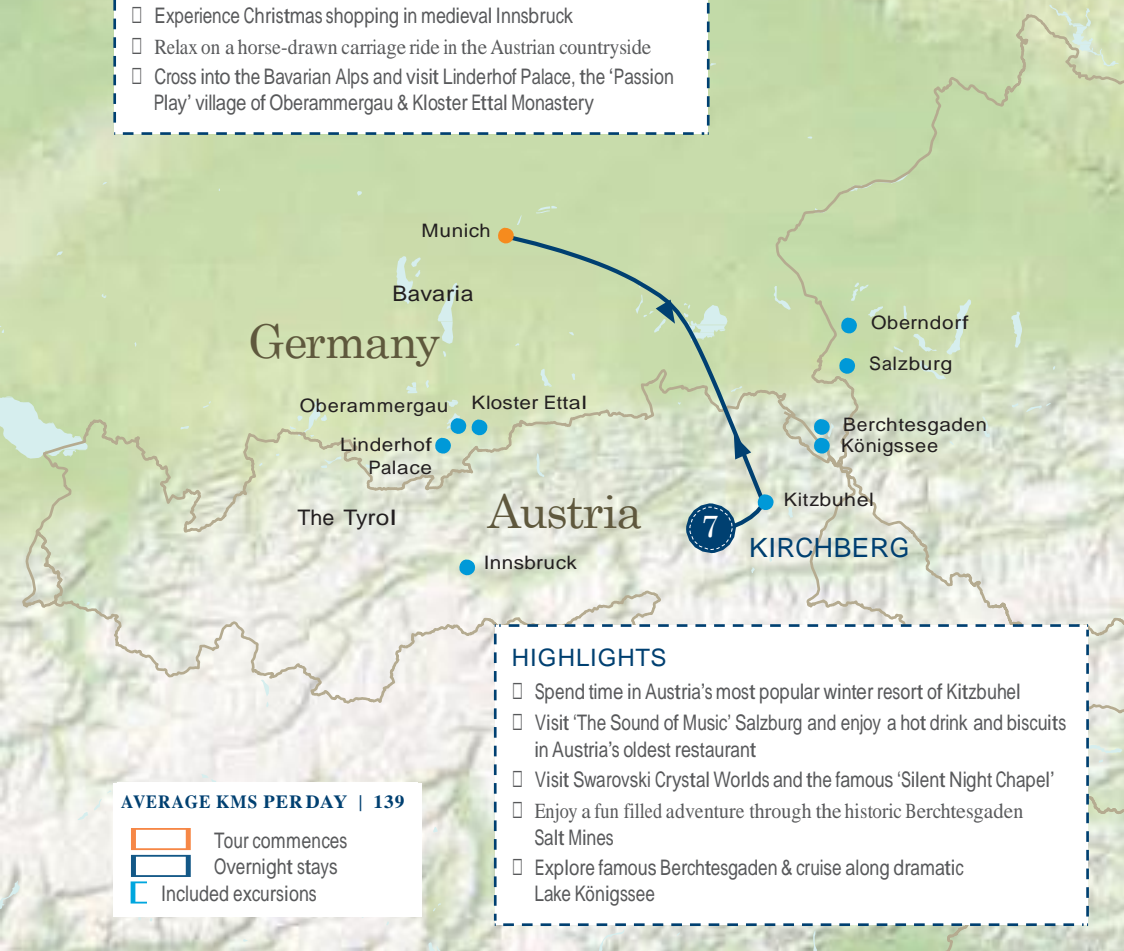 Experience Christmas shopping in medieval Innsbruck
Relax on a horse-drawn carriage ride in the Austrian countryside
Cross into the Bavarian Alps and visit Linderhof Palace, the ‘Passion
Play’ village of Oberammergau & Kloster Ettal Monastery
Munich
Bavaria
Germany
Oberndorf
Salzburg
Oberammergau
Kloster Ettal
Linderhof
Palace
Berchtesgaden
Königssee
The Tyrol
Austria
Kitzbuhel
7
KIRCHBERG
Innsbruck
HIGHLIGHTS
Spend time in Austria’s most popular winter resort of Kitzbuhel
Visit ‘The Sound of Music’ Salzburg and enjoy a hot drink and biscuits
in Austria’s oldest restaurant
Visit Swarovski Crystal Worlds and the famous ‘Silent Night Chapel’
Enjoy a fun filled adventure through the historic Berchtesgaden
Salt Mines
Explore famous Berchtesgaden & cruise along dramatic
Lake Königssee
AVERAGE KMS PER DAY | 139
Tour commences
Overnight stays
Included excursions